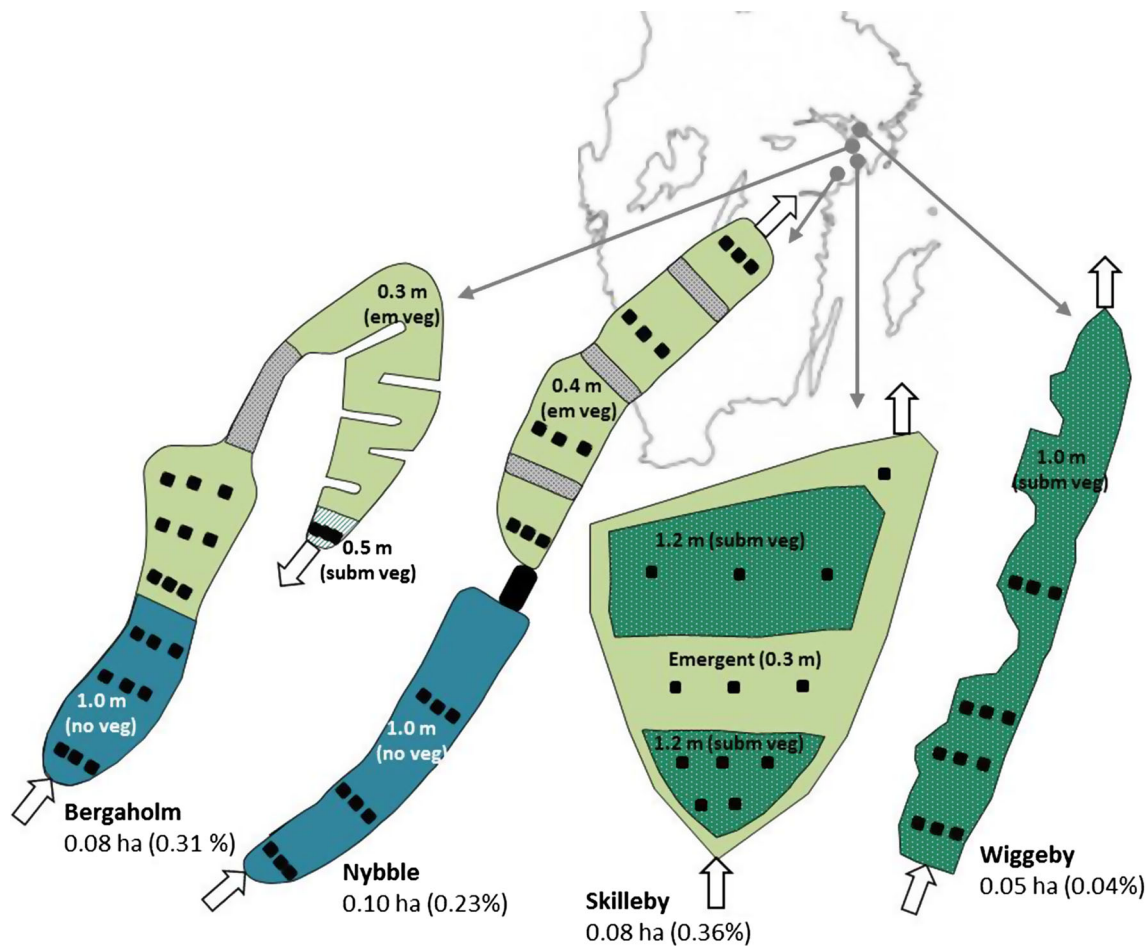 0.3 m
(em veg)
0.5 m
(subm veg)
1.0 m
(no veg)
Bergaholm
0.08 ha (0.31 %)
0.4 m
(em veg)
1.0 m
(no veg)
Nybble
0.10 ha (0.23%)
1.2 m (subm veg)
Emergent (0.3 m)
1.2 m (subm veg)
Skilleby
0.08 ha (0.36%)
1.0 m
(subm veg)
Wiggeby
0.05 ha (0.04%)